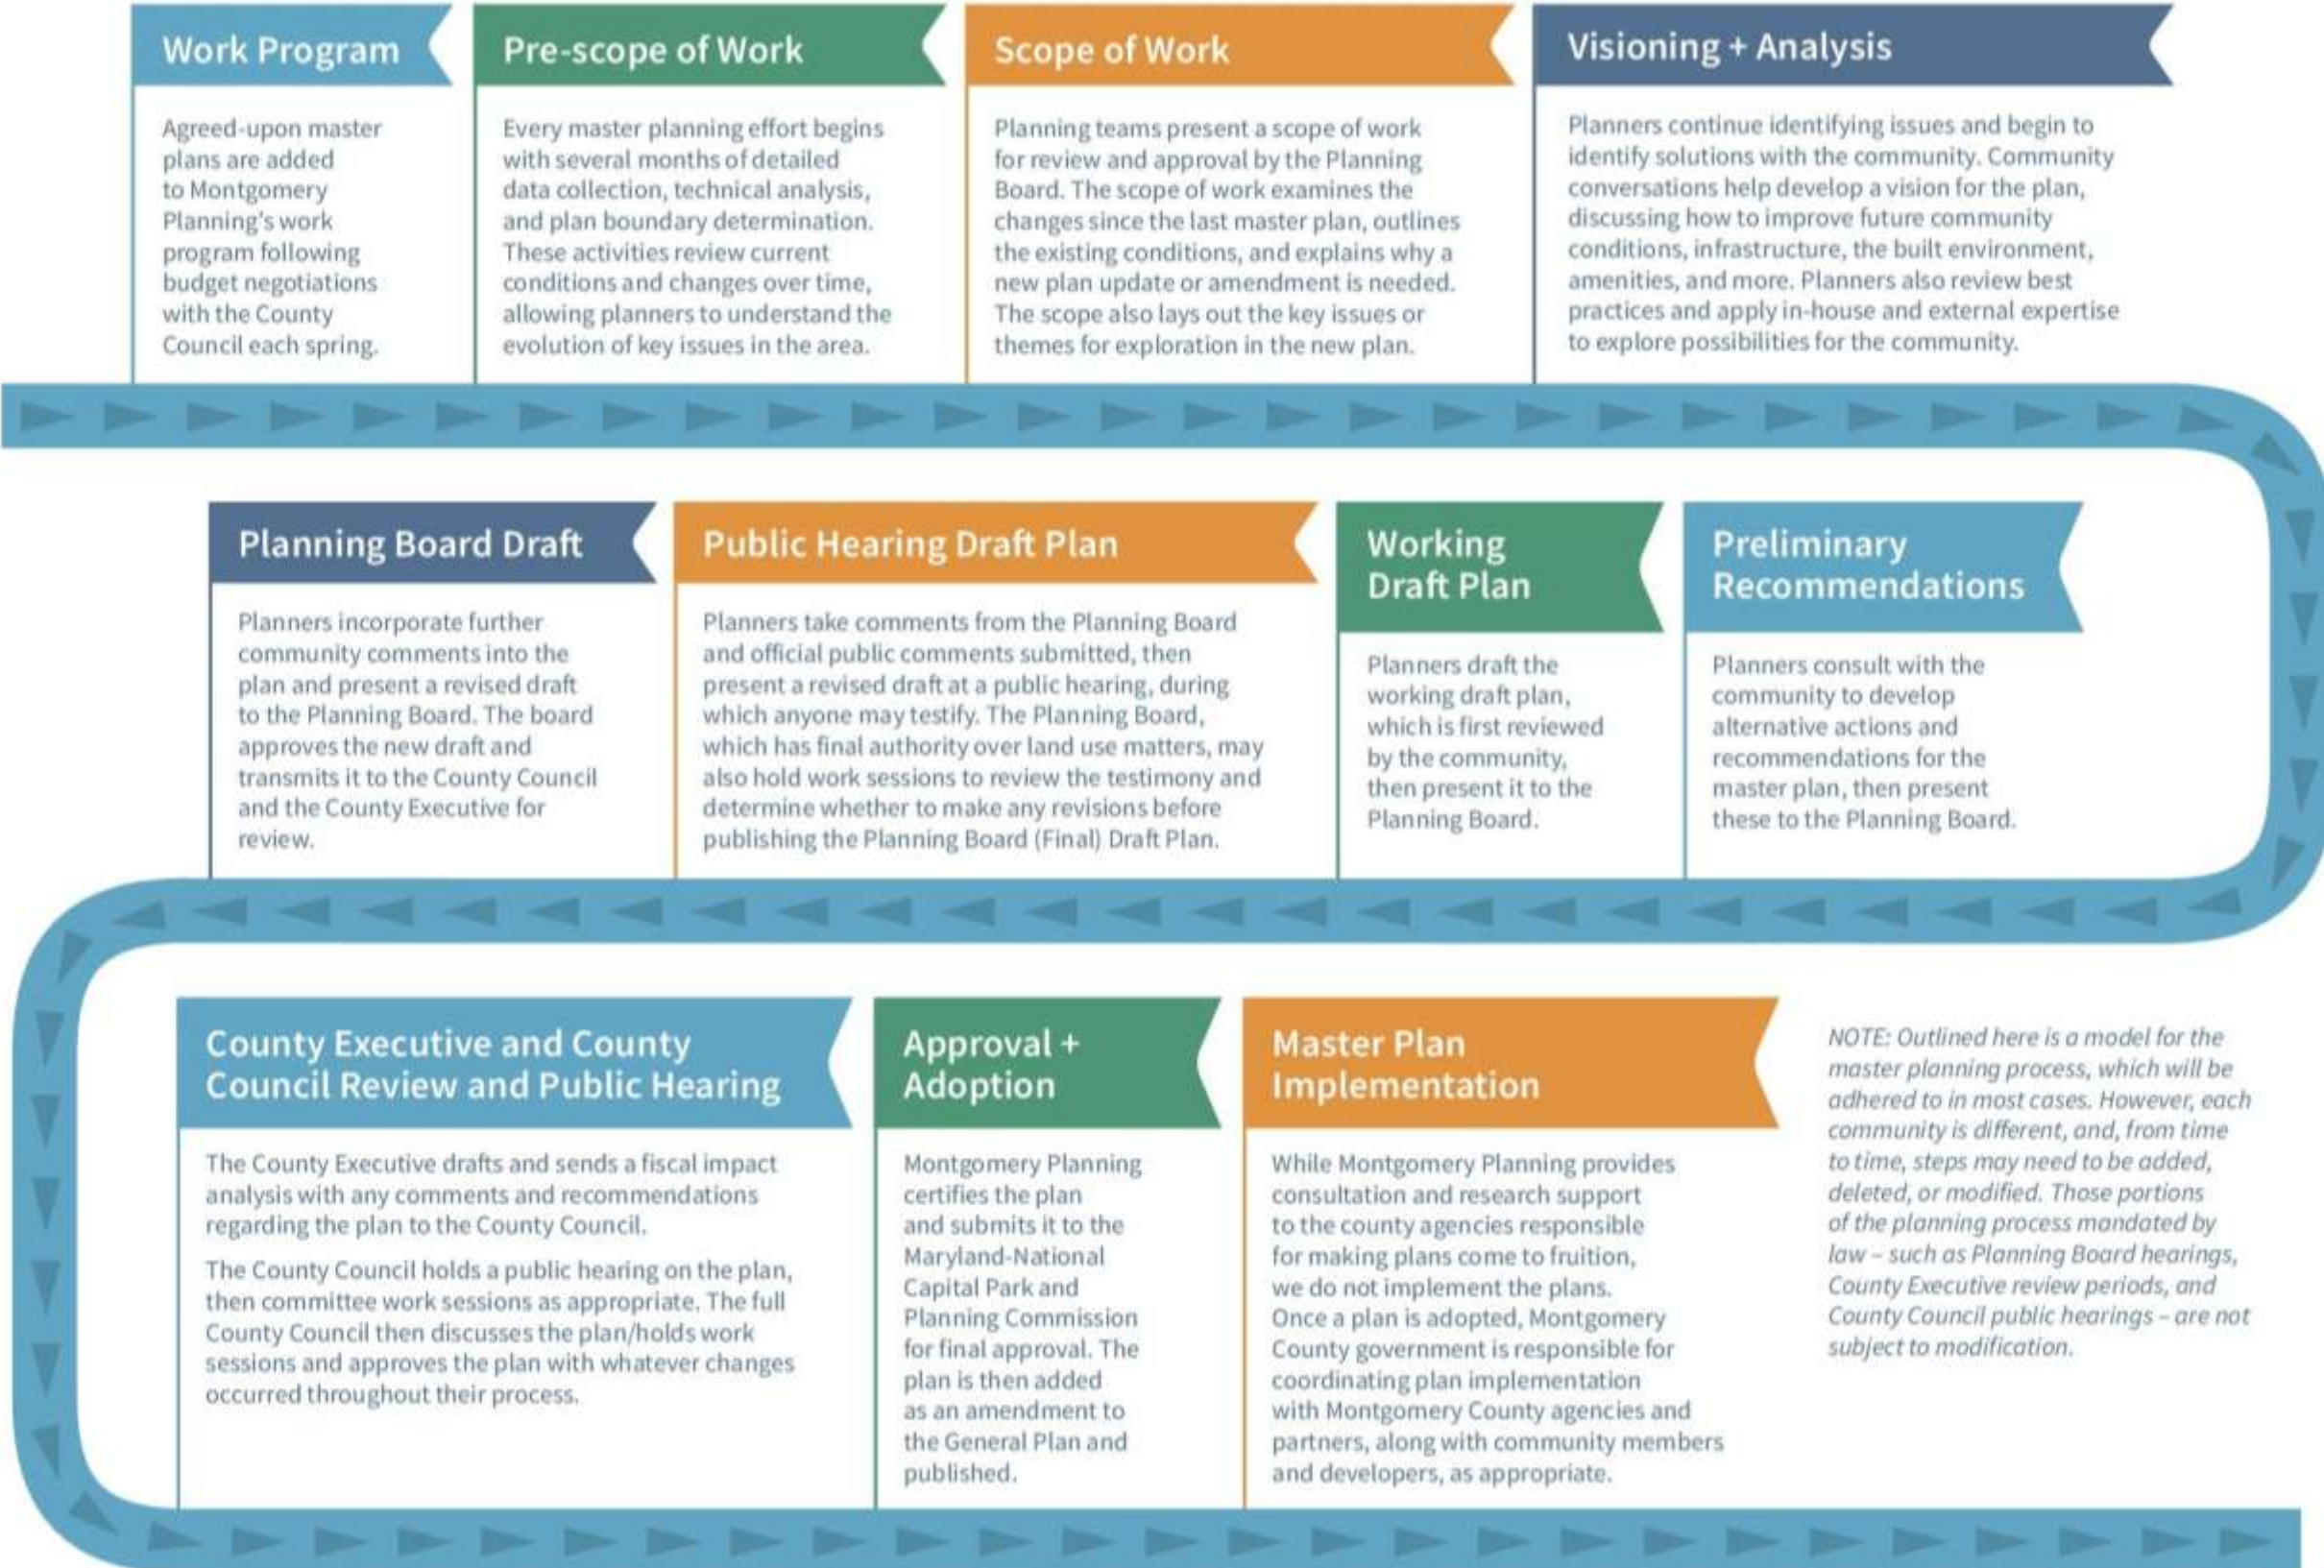 Work Program
Agreed-upon master
plans are added
to Montgomery
Planning's work
program following
budget negotiations
with the County
Council each spring.
Pre-scope of Work
Every master planning effort begins
with several months of detailed
data collection, technical analysis,
and plan boundary determination.
These activities review current
conditions and changes over time,
allowing planners to understand the
evolution of key issues in the area.
Scope of Work
Planning teams present a scope of work
for review and approval by the Planning
Board. The scope of work examines the
changes since the last master plan, outlines
the existing conditions, and explains why a
new plan update or amendment is needed.
The scope also lays out the key issues or
themes for exploration in the new plan.
Visioning + Analysis
Planners continue identifying issues and begin to
identify solutions with the community. Community
conversations help develop a vision for the plan,
discussing how to improve future community
conditions, infrastructure, the built environment,
amenities, and more. Planners also review best
practices and apply in-house and external expertise
to explore possibilities for the community.
Preliminary
Recommendations
Planners consult with the
community to develop
alternative actions and
recommendations for the
master plan, then present
these to the Planning Board.
Working
Draft Plan
Planners draft the
working draft plan,
which is first reviewed
by the community,
then present it to the
Planning Board.
Public Hearing Draft Plan
Planners take comments from the Planning Board
and official public comments submitted, then
present a revised draft at a public hearing, during
which anyone may testify. The Planning Board,
which has final authority over land use matters, may
also hold work sessions to review the testimony and
determine whether to make any revisions before
publishing the Planning Board (Final) Draft Plan.
Planning Board Draft
Planners incorporate further
community comments into the
plan and present a revised draft
to the Planning Board. The board
approves the new draft and
transmits it to the County Council
and the County Executive for
review.
County Executive and County
Council Review and Public Hearing
The County Executive drafts and sends a fiscal impact
analysis with any comments and recommendations
regarding the plan to the County Council.
The County Council holds a public hearing on the plan,
then committee work sessions as appropriate. The full
County Council then discusses the plan/holds work
sessions and approves the plan with whatever changes
occurred throughout their process.
Approval +
Adoption
Montgomery Planning
certifies the plan
and submits it to the
Maryland-National
Capital Park and
Planning Commission
for final approval. The
plan is then added
as an amendment to
the General Plan and
published.
Master Plan
Implementation
While Montgomery Planning provides
consultation and research support
to the county agencies responsible
for making plans come to fruition,
we do not implement the plans.
Once a plan is adopted, Montgomery
County government is responsible for
coordinating plan implementation
with Montgomery County agencies and
partners, along with community members
and developers, as appropriate.
NOTE: Outlined here is a model for the
master planning process, which will be
adhered to in most cases. However, each
community is different, and, from time
to time, steps may need to be added,
deleted, or modified. Those portions
of the planning process mandated by
law – such as Planning Board hearings,
County Executive review periods, and
County Council public hearings – are not
subject to modification.